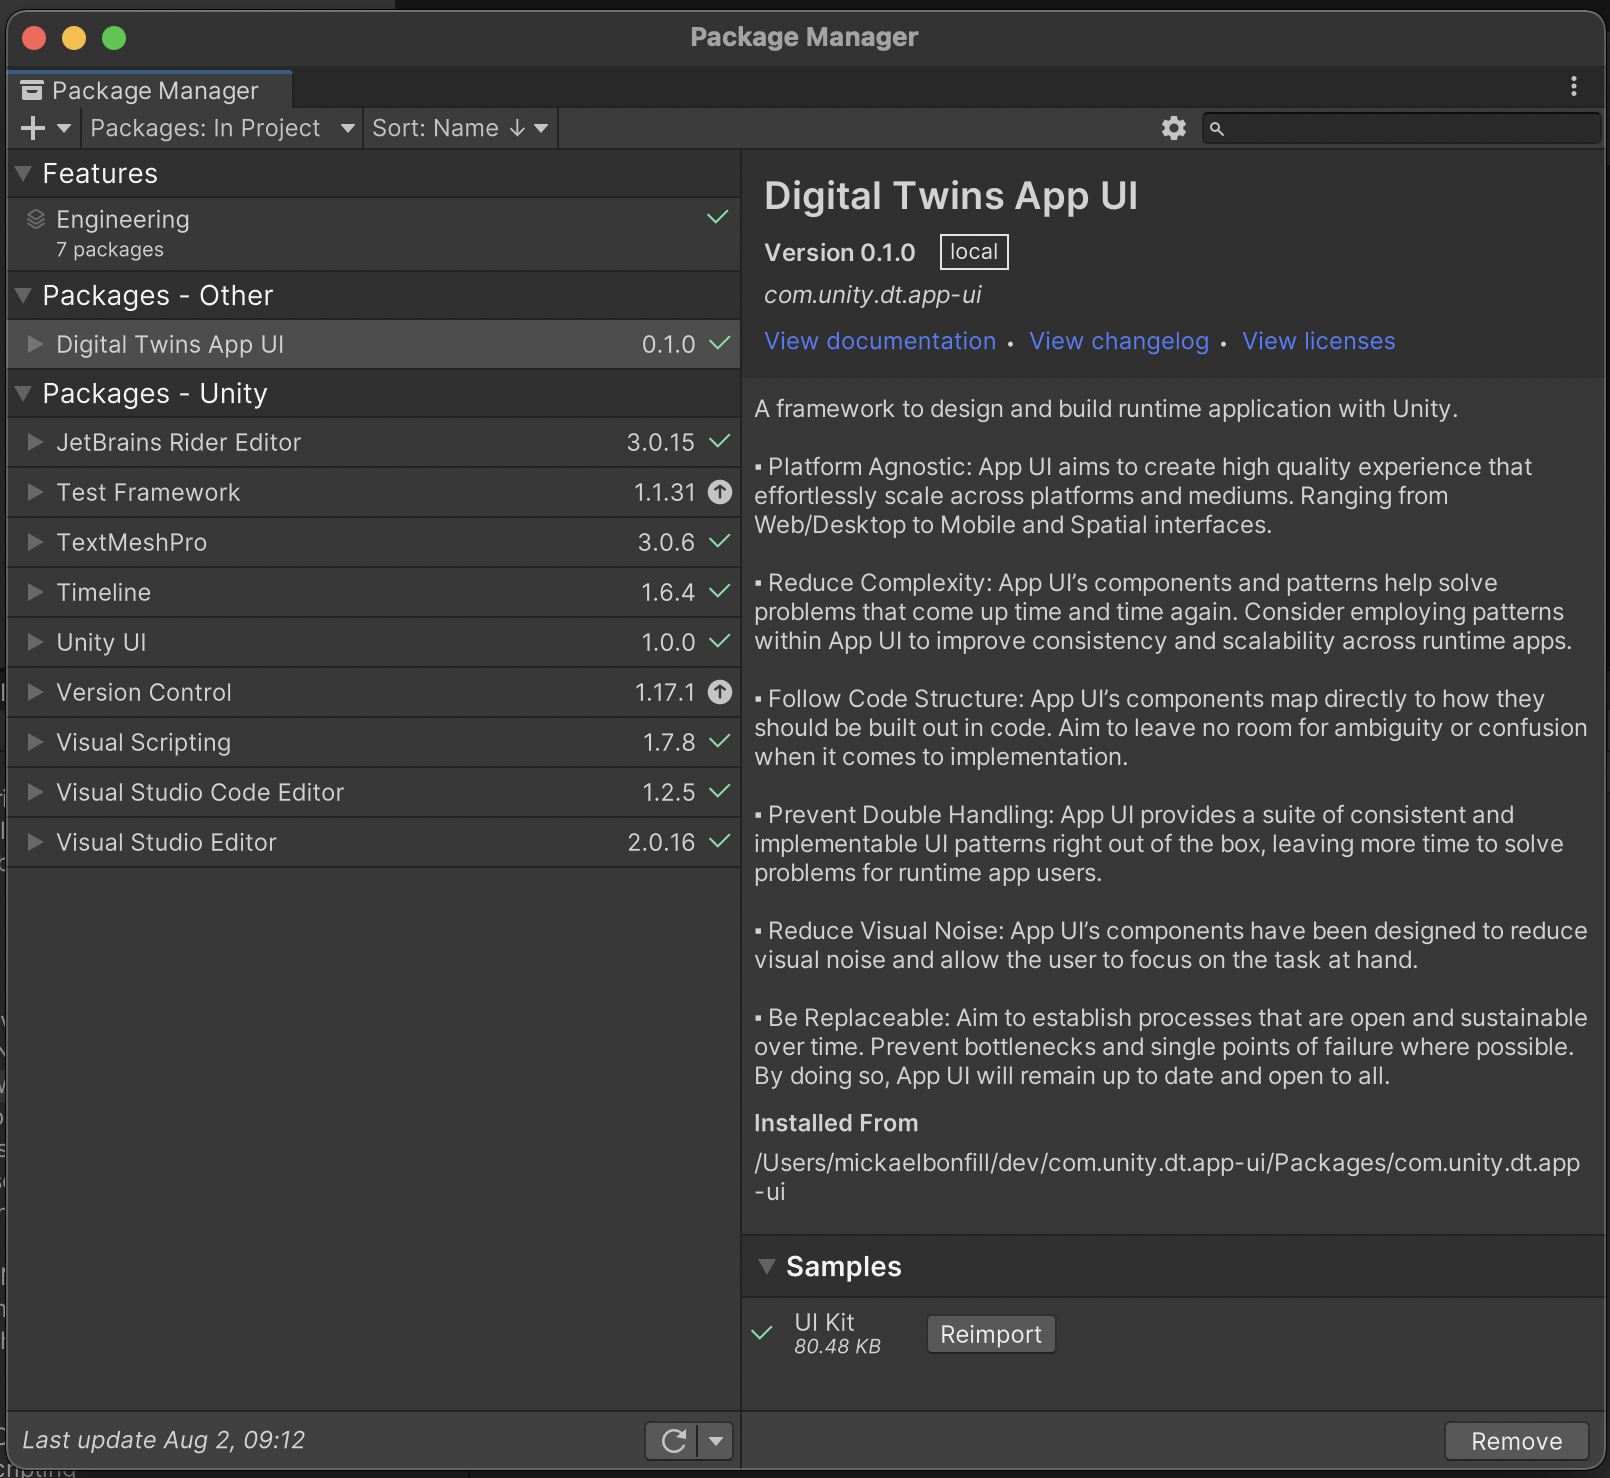 Package Manager
Package Manager
Packages: In Project
Sort: Name ↓
Features
Engineering
7 packages
Packages - Other
Digital Twins App UI 0.1.0
Packages - Unity
JetBrains Rider Editor 3.0.15
Test Framework 1.1.31
TextMeshPro 3.0.6
Timeline 1.6.4
Unity UI 1.0.0
Version Control 1.17.1
Visual Scripting 1.7.8
Visual Studio Code Editor 1.2.5
Visual Studio Editor 2.0.16
Last update Aug 2, 09:12
Digital Twins App UI
Version 0.1.0 local
com.unity.dt.app-ui
View documentation • View changelog • View licenses
A framework to design and build runtime application with Unity.
▪ Platform Agnostic: App UI aims to create high quality experience that
effortlessly scale across platforms and mediums. Ranging from
Web/Desktop to Mobile and Spatial interfaces.
▪ Reduce Complexity: App UI’s components and patterns help solve
problems that come up time and time again. Consider employing patterns
within App UI to improve consistency and scalability across runtime apps.
▪ Follow Code Structure: App UI’s components map directly to how they
should be built out in code. Aim to leave no room for ambiguity or confusion
when it comes to implementation.
▪ Prevent Double Handling: App UI provides a suite of consistent and
implementable UI patterns right out of the box, leaving more time to solve
problems for runtime app users.
▪ Reduce Visual Noise: App UI’s components have been designed to reduce
visual noise and allow the user to focus on the task at hand.
▪ Be Replaceable: Aim to establish processes that are open and sustainable
over time. Prevent bottlenecks and single points of failure where possible.
By doing so, App UI will remain up to date and open to all.
Installed From
/Users/mickaelbonfill/dev/com.unity.dt.app-ui/Packages/com.unity.dt.app
-ui
Samples
UI Kit
80.48 KB
Reimport
Remove